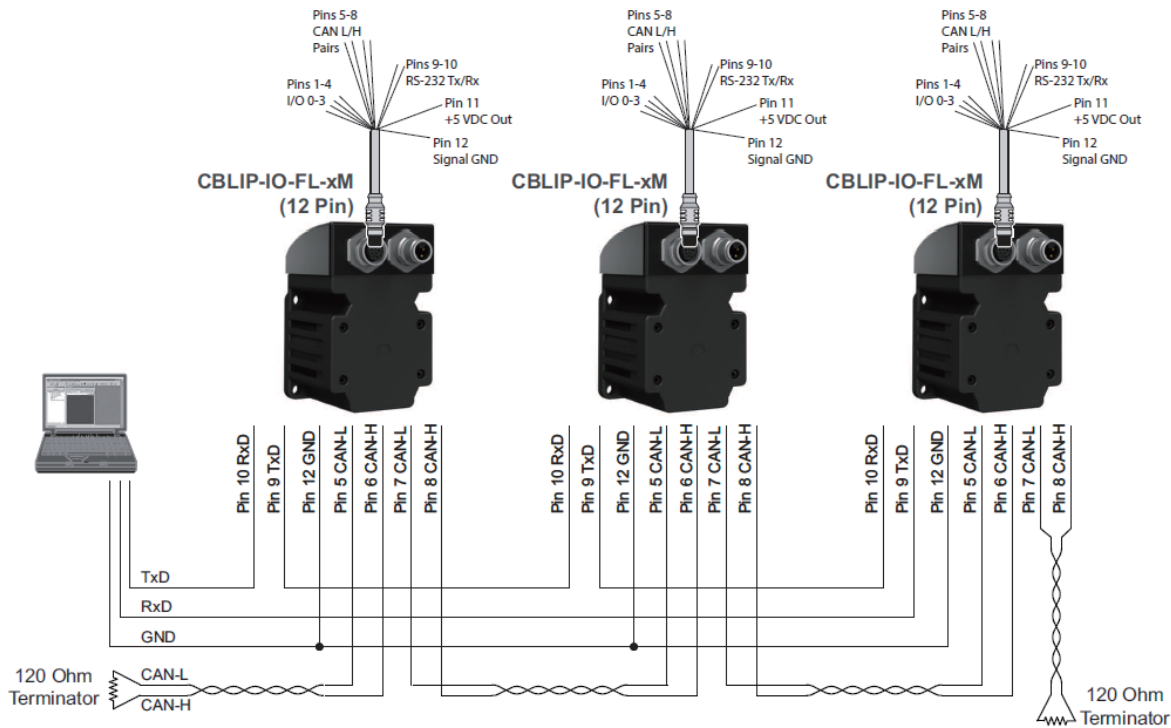 Pins 5-8
CAN L/H
Pairs
Pins 9-10
RS-232 Tx/Rx
Pins 1-4
I/O 0-3
Pin 11
+5 VDC Out
Pin 12
Signal GND
CBLIP-IO-FL-xM
(12 Pin)
Pins 5-8
CAN L/H
Pairs
Pins 9-10
RS-232 Tx/Rx
Pins 1-4
I/O 0-3
Pin 11
+5 VDC Out
Pin 12
Signal GND
CBLIP-IO-FL-xM
(12 Pin)
Pins 5-8
CAN L/H
Pairs
Pins 9-10
RS-232 Tx/Rx
Pins 1-4
I/O 0-3
Pin 11
+5 VDC Out
Pin 12
Signal GND
CBLIP-IO-FL-xM
(12 Pin)
Pin 10 RxD
Pin 9 TxD
Pin 12 GND
Pin 5 CAN-L
Pin 6 CAN-H
Pin 7 CAN-L
Pin 8 CAN-H
Pin 10 RxD
Pin 9 TxD
Pin 12 GND
Pin 5 CAN-L
Pin 6 CAN-H
Pin 7 CAN-L
Pin 8 CAN-H
Pin 10 RxD
Pin 9 TxD
Pin 12 GND
Pin 5 CAN-L
Pin 6 CAN-H
Pin 7 CAN-L
Pin 8 CAN-H
TxD
RxD
GND
120 Ohm
Terminator
CAN-L
CAN-H
120 Ohm
Terminator